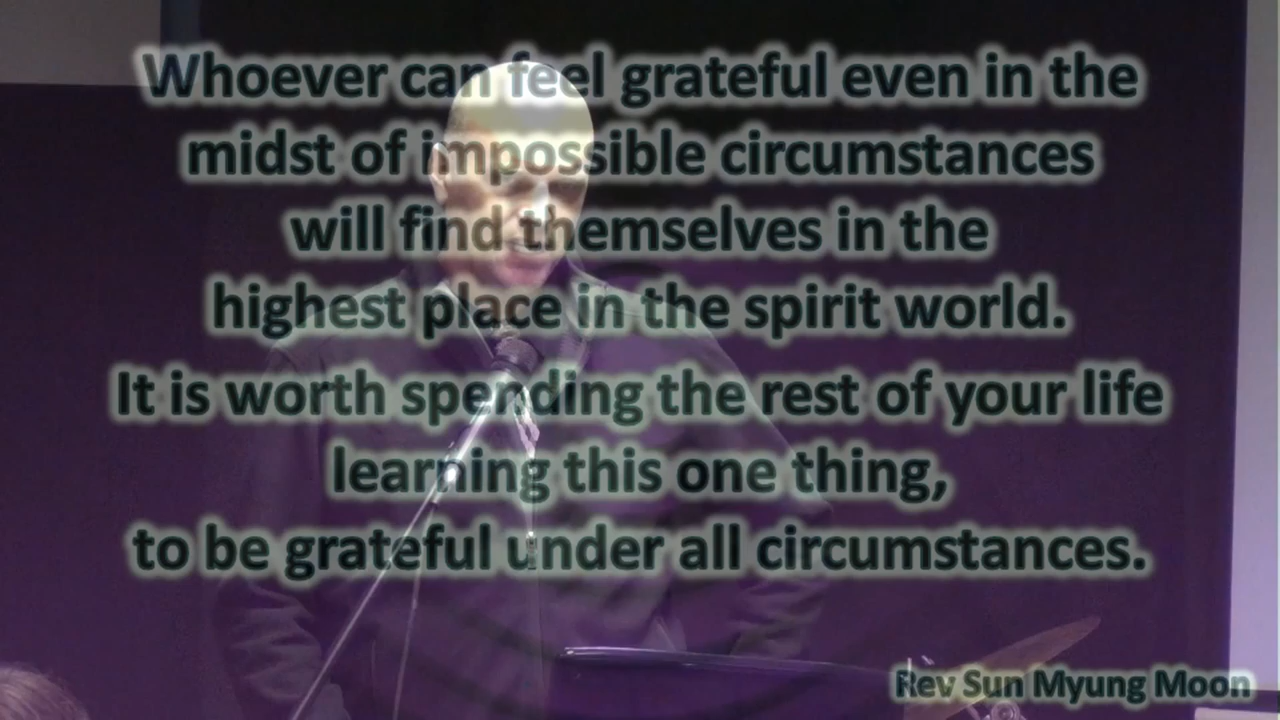 Whoever can feel grateful even in the
midst of impossible circumstances
will find themselves in the
highest place in the spirit world.
It is worth spending the rest of your life
learning this one thing,
to be grateful under all circumstances.
Rev Sun Myung Moon